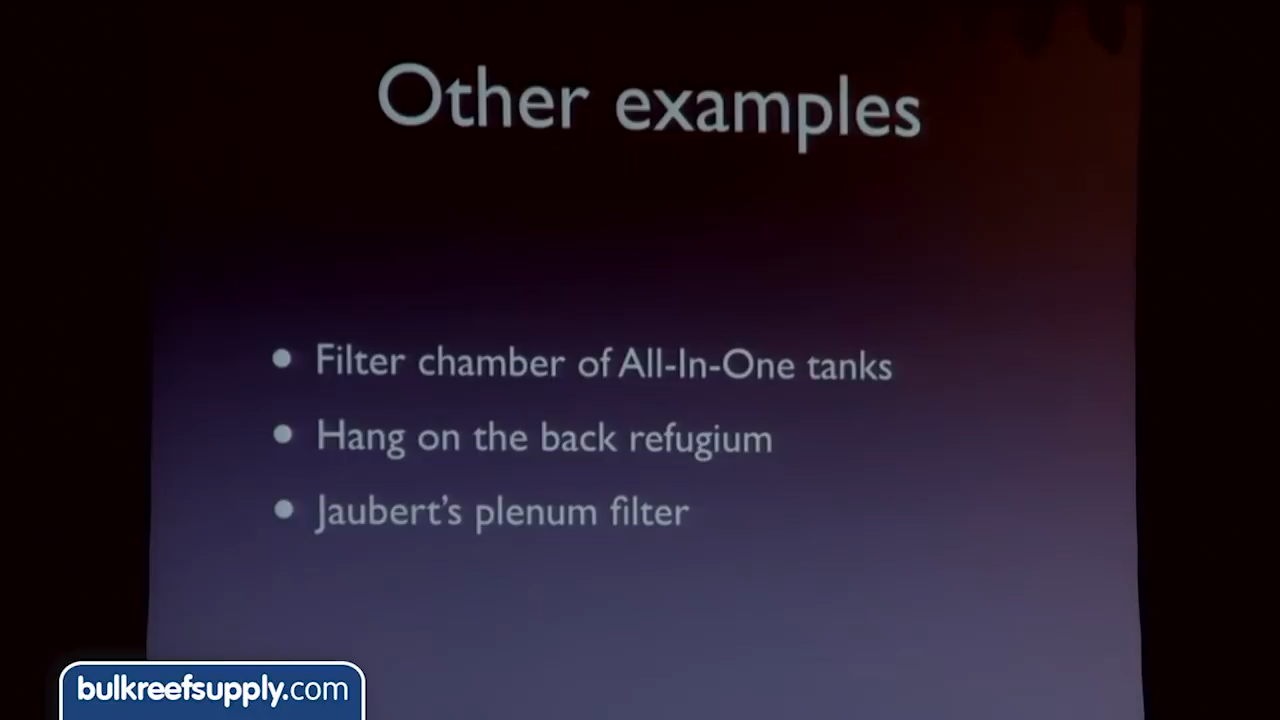 Other examples
• Filter chamber of All-In-One tanks
• Hang on the back refugium
• Jaubert's plenum filter
bulkreefsupply.com